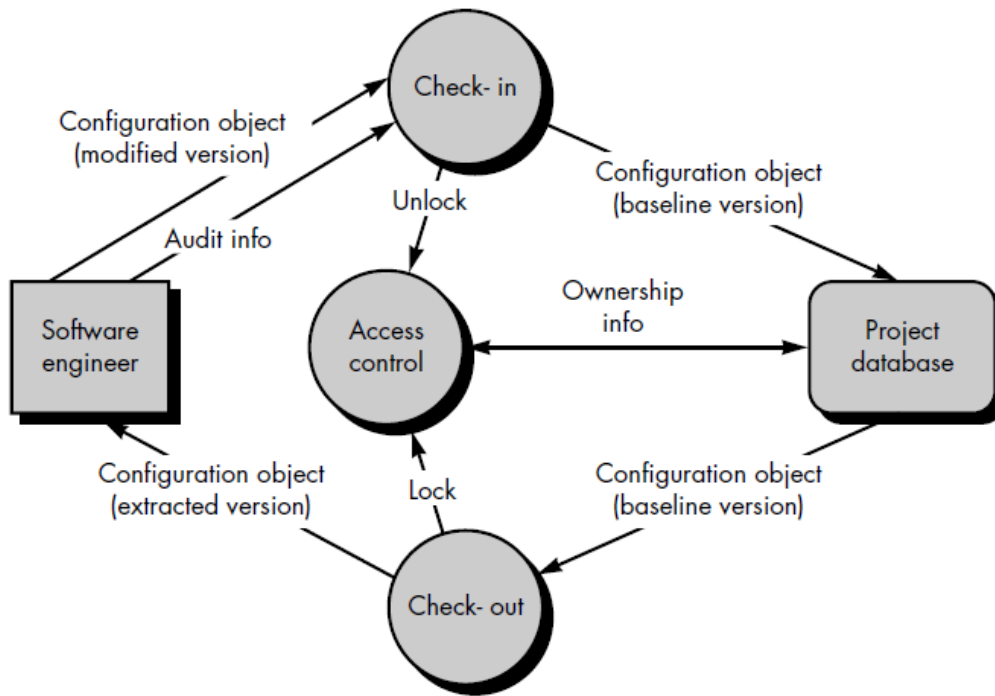 Check- in
Configuration object
(modified version)
Configuration object
(baseline version)
Unlock
Audit info
Ownership
info
Software
engineer
Access
control
Project
database
Configuration object
(extracted version)
Lock
Configuration object
(baseline version)
Check- out